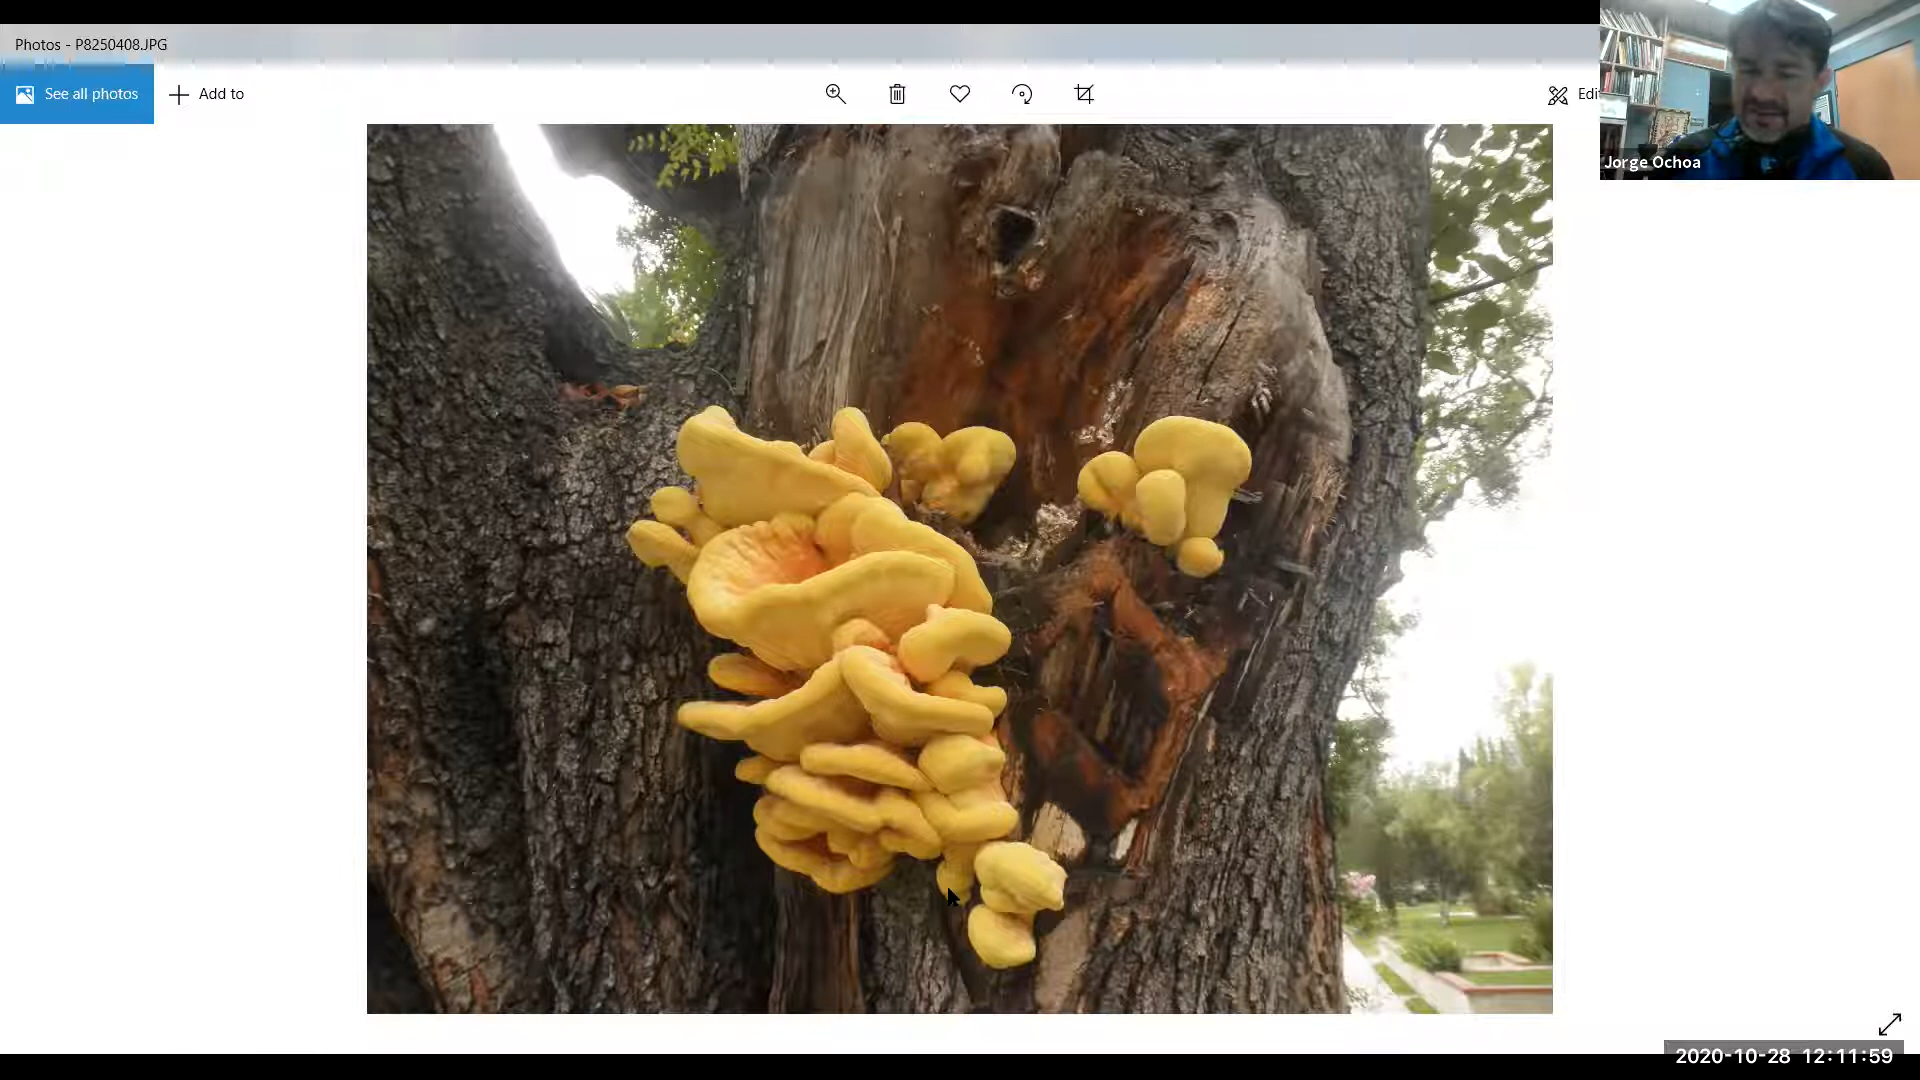 Photos - P8250408.JPG
See all photos
Add to
Edi
Jorge Ochoa
2020-10-28 12:11:59